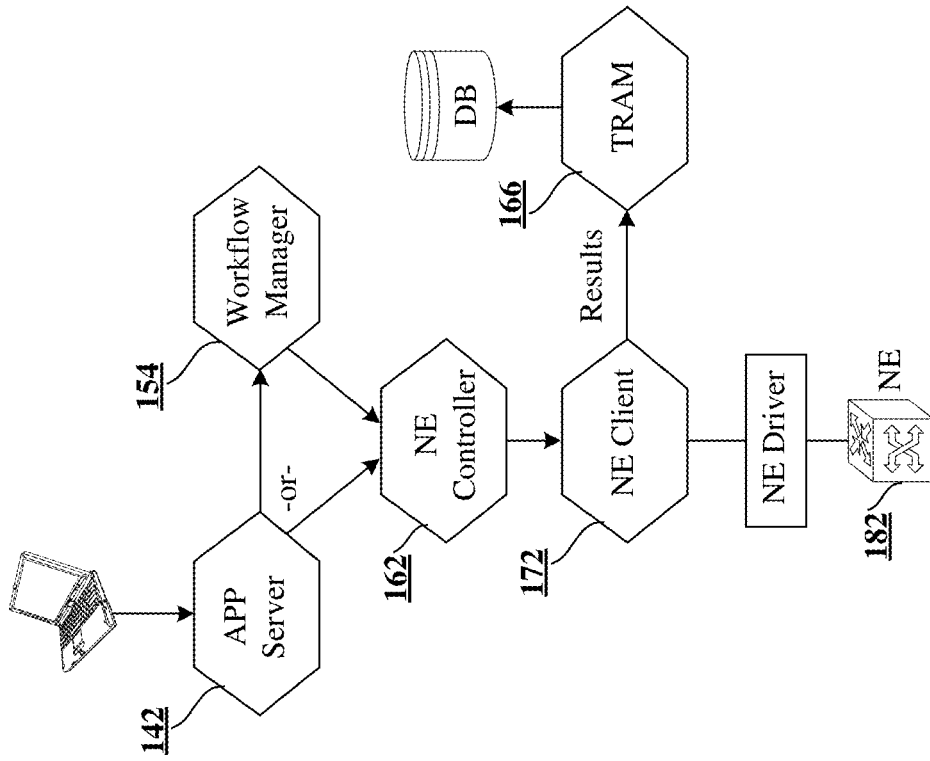 142
APP
Server
-or-
154
Workflow
Manager
162
NE
Controller
172
NE Client
Results
166
TRAM
DB
NE Driver
182
NE